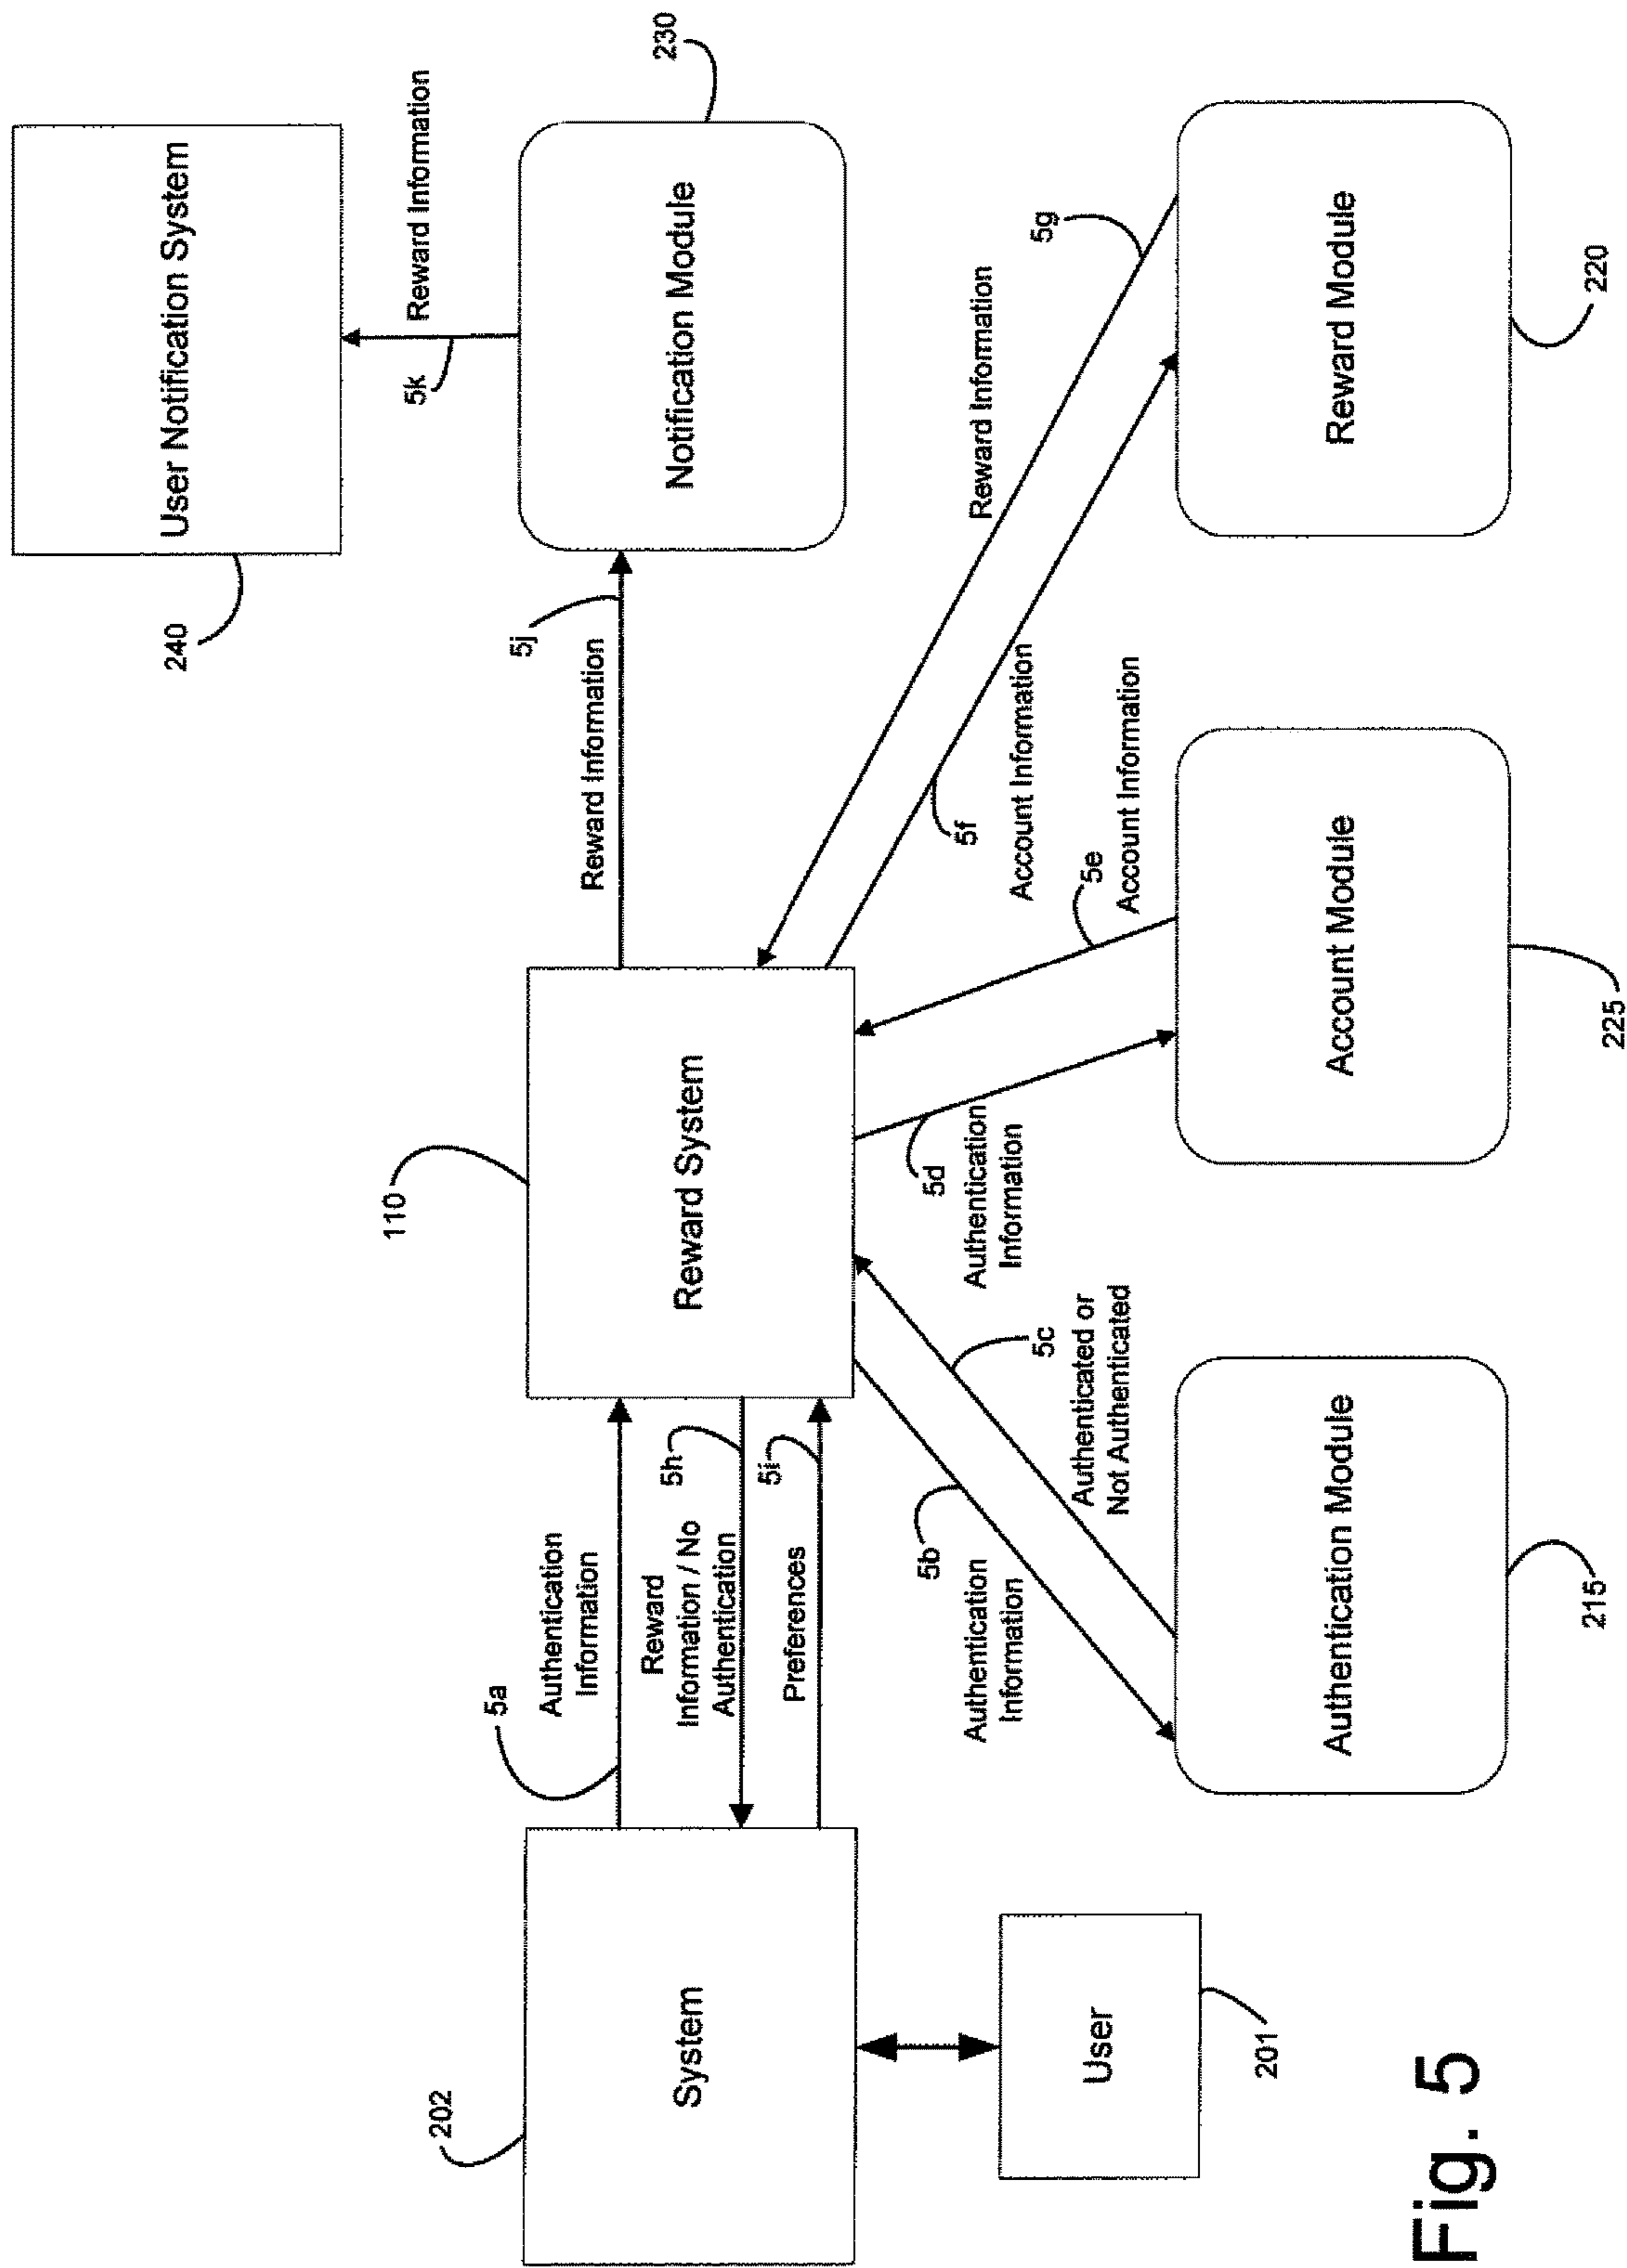 240
User Notification System
5k
Reward Information
Reward Information
5j
Notification Module
230
110
Reward System
202
System
5a
Authentication
Information
Reward
Information / No
Authentication
5h
Preferences
5i
User
201
5b
Authentication
Information
5c
Authenticated or
Not Authenticated
5d
Authentication
Information
5e
Account Information
5f
Account Information
Reward Information
5g
Authentication Module
215
Account Module
225
Reward Module
220
Fig. 5